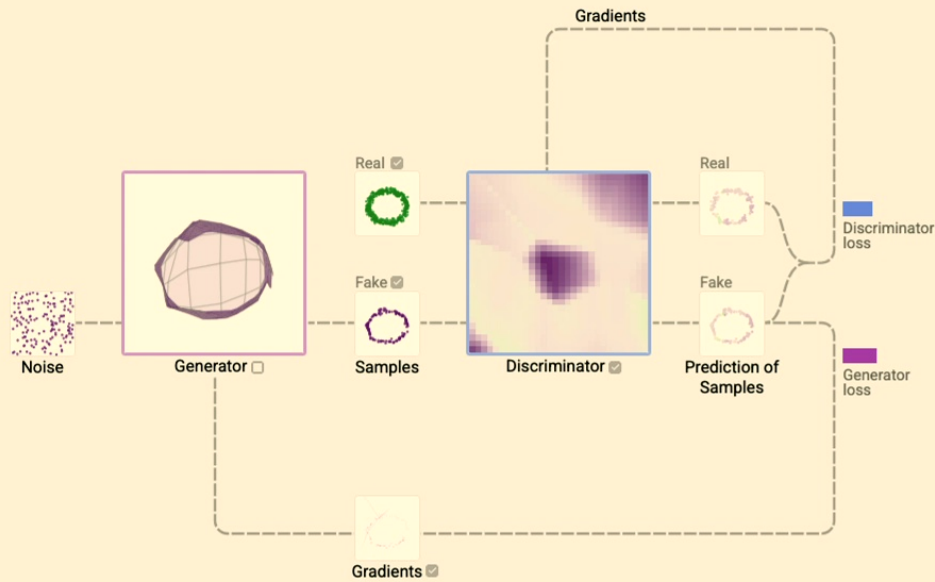 Gradients
Real
Real
Discriminator
loss
Fake
Fake
Noise
Generator
Samples
Discriminator
Prediction of
Samples
Generator
loss
Gradients